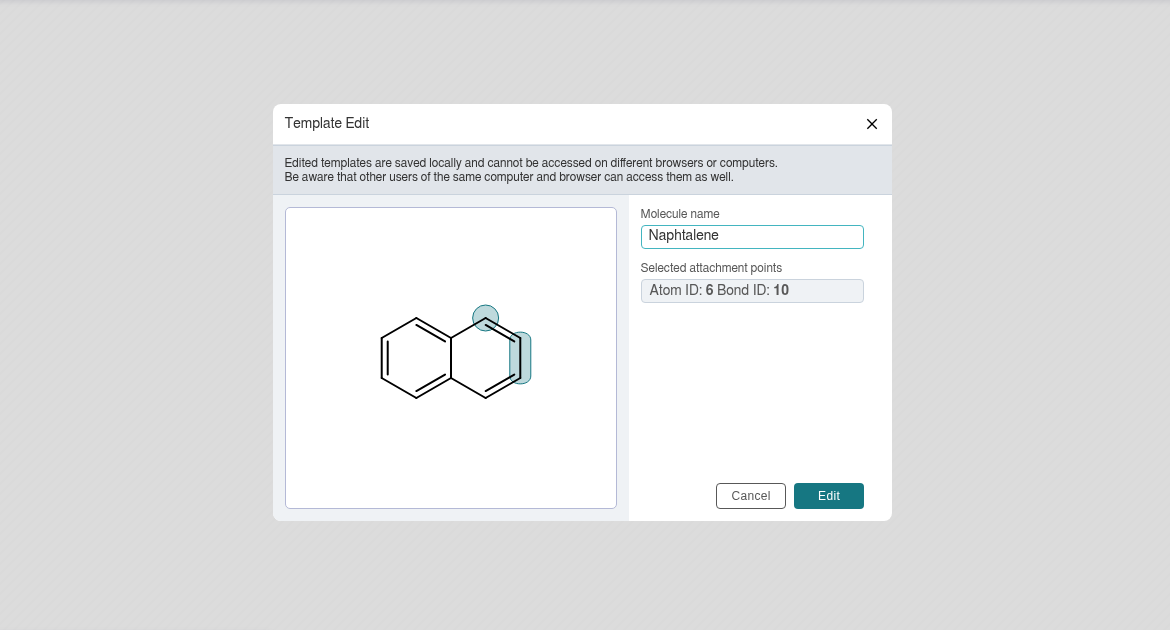 Template Edit
Edited templates are saved locally and cannot be accessed on different browsers or computers.
Be aware that other users of the same computer and browser can access them as well.
Molecule name
Naphtalene
Selected attachment points
Atom ID: 6 Bond ID: 10
Cancel
Edit